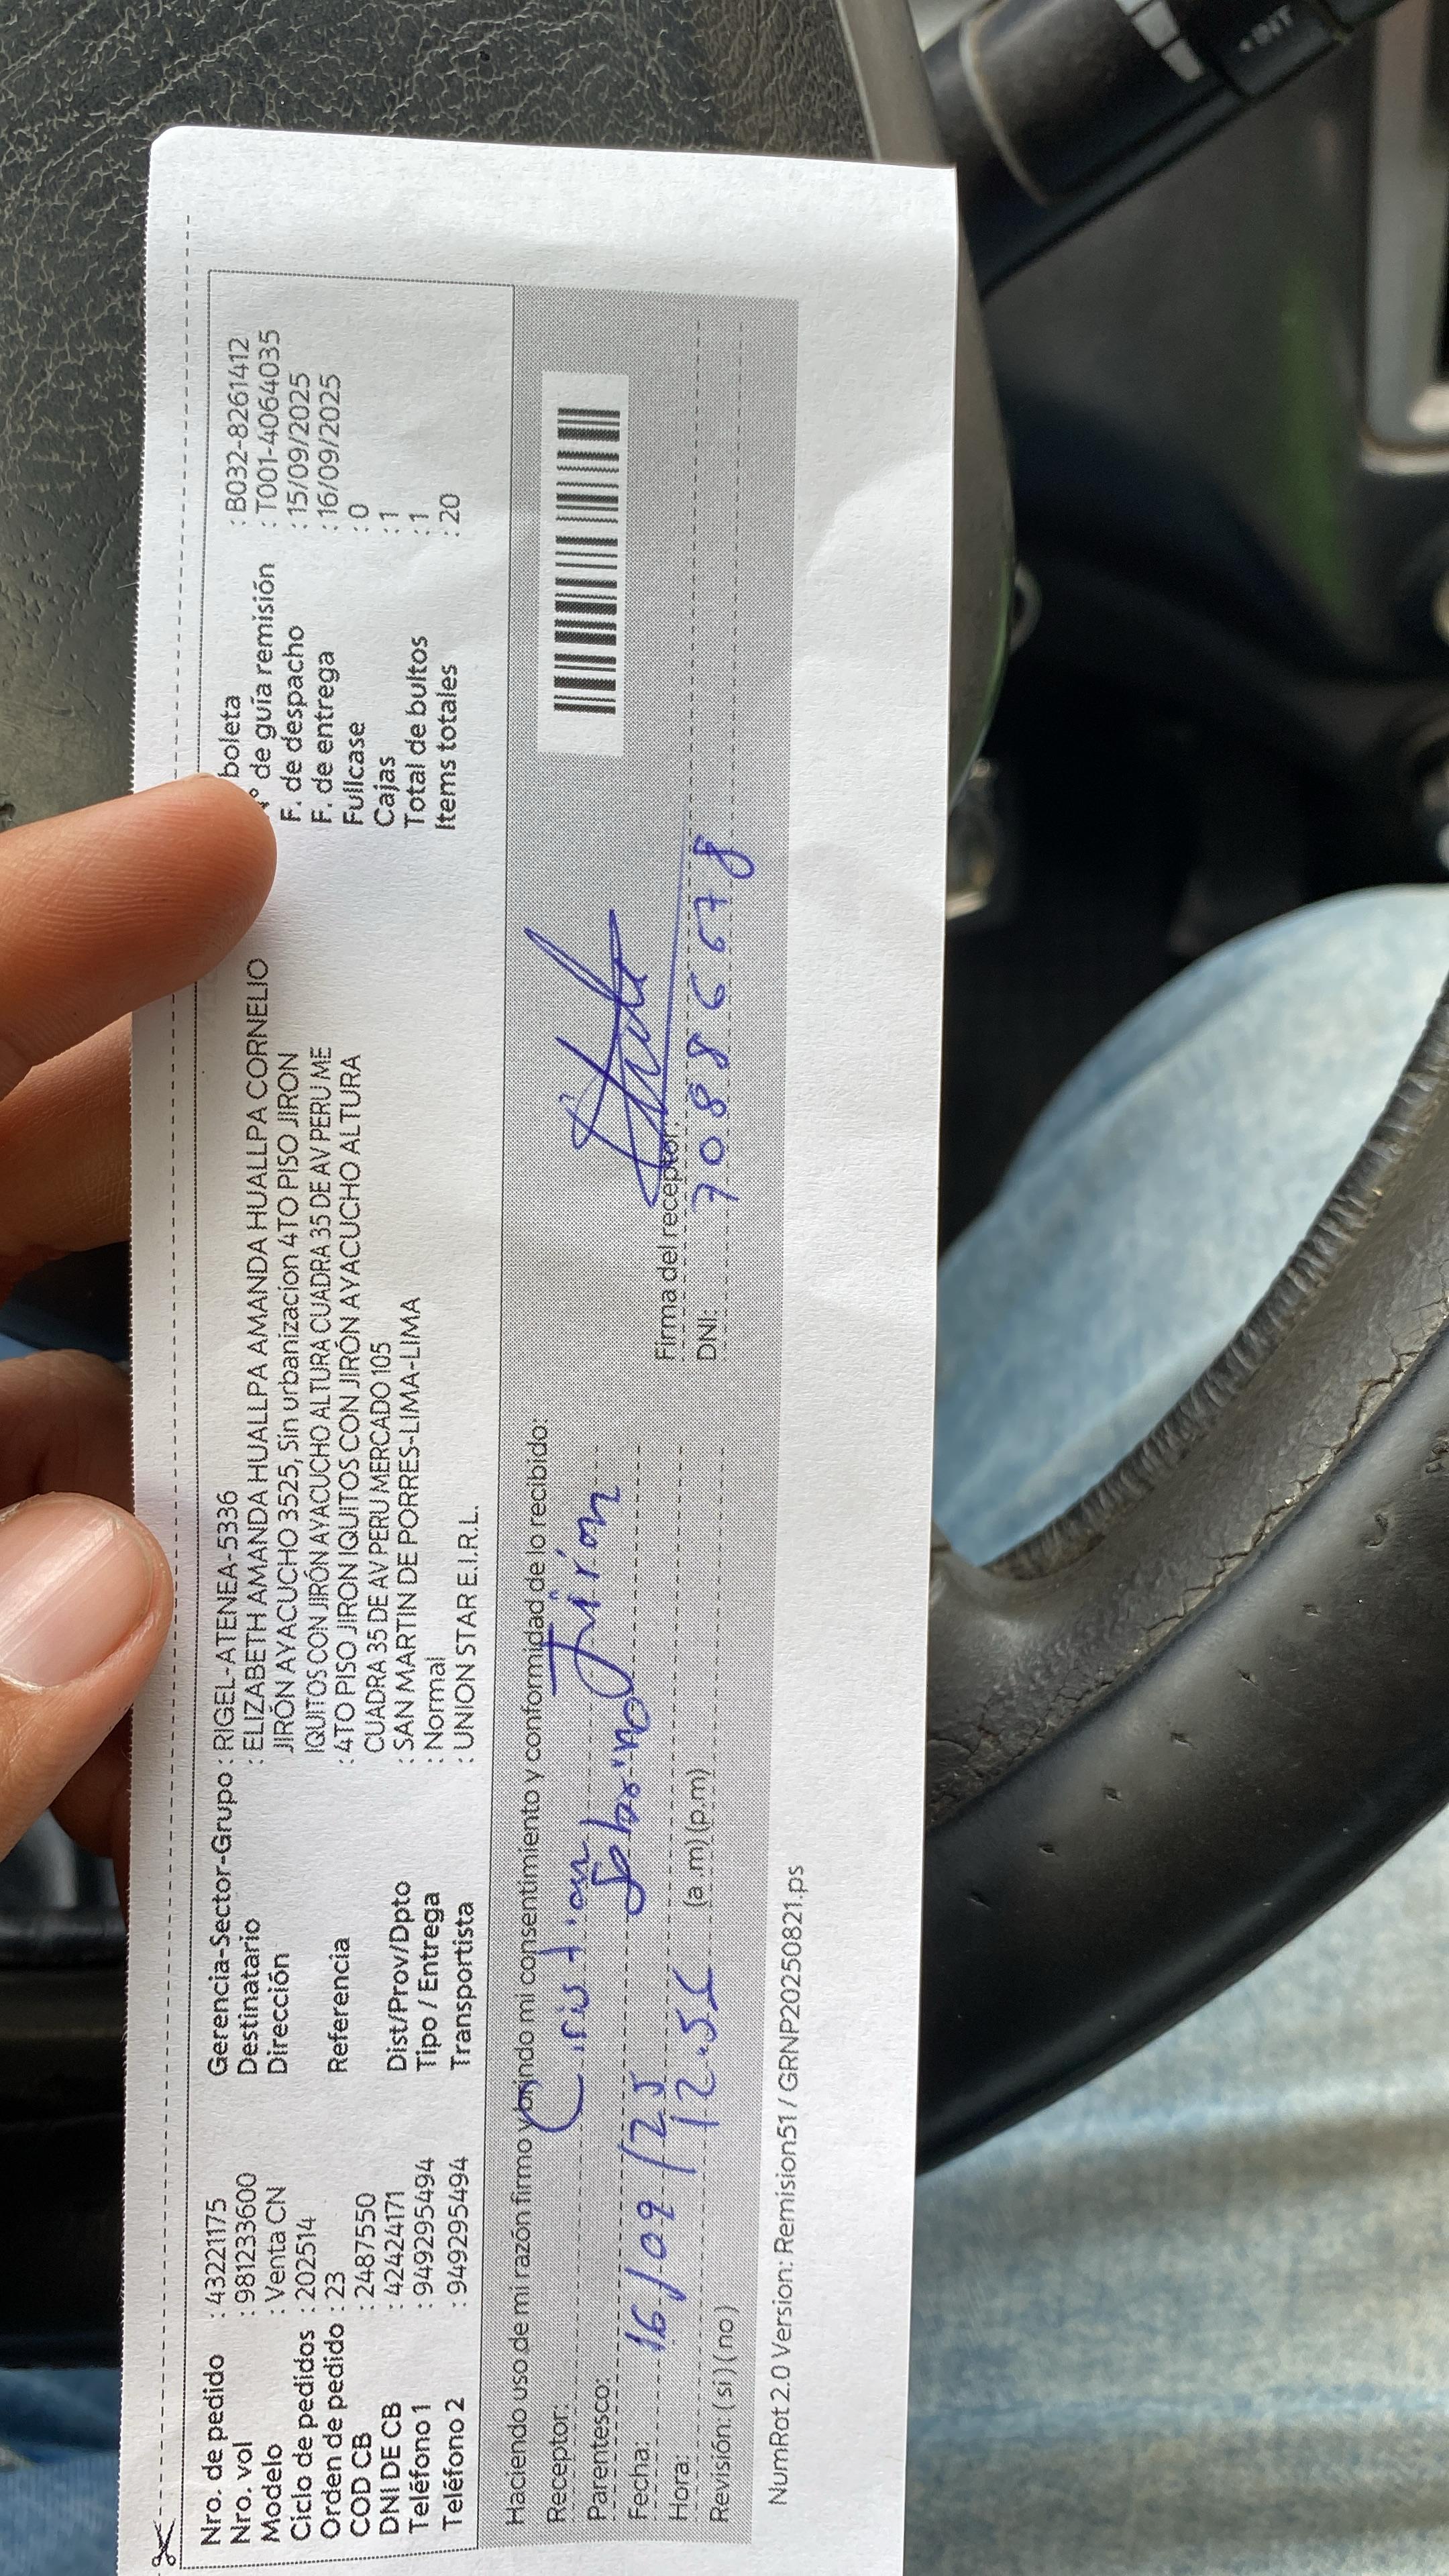 Nro. de pedido : 43221175
Nro. vol : 981233600
Modelo : Venta CN
Ciclo de pedidos : 202514
Orden de pedido : 23
COD CB : 2487550
DNI DE CB : 42424171
Teléfono 1 : 949295494
Teléfono 2 : 949295494
Gerencia-Sector-Grupo : RIGEL-ATENEA-5336
Destinatario : ELIZABETH AMANDA HUALLPA AMANDA HUALLPA CORNELIO
Dirección JIRÓN AYACUCHO 3525, Sin urbanizacion 4TO PISO JIRON
IQUITOS CON JIRÓN AYACUCHO ALTURA CUADRA 35 DE AV PERU ME
Referencia : 4TO PISO JIRON IQUITOS CON JIRÓN AYACUCHO ALTURA
CUADRA 35 DE AV PERU MERCADO 105
Dist/Prov/Dpto : SAN MARTIN DE PORRES-LIMA-LIMA
Tipo / Entrega : Normal
Transportista : UNION STAR E.I.R.L.
boleta : B032-8261412
° de guía remisión : T001-4064035
F. de despacho : 15/09/2025
F. de entrega : 16/09/2025
Fullcase : 0
Cajas : 1
Total de bultos : 1
Items totales : 20
Haciendo uso de mi razón firmo y brindo mi consentimiento y conformidad de lo recibido:
Receptor: Cristian
Parentesco:
Fecha: 16/09/25
Hora: 12.55 (a.m) (p.m)
Revisión: ( si ) ( no )
Firma del receptor:
DNI: 70886678
NumRot 2.0 Version: Remision51 / GRNP20250821.ps
INT